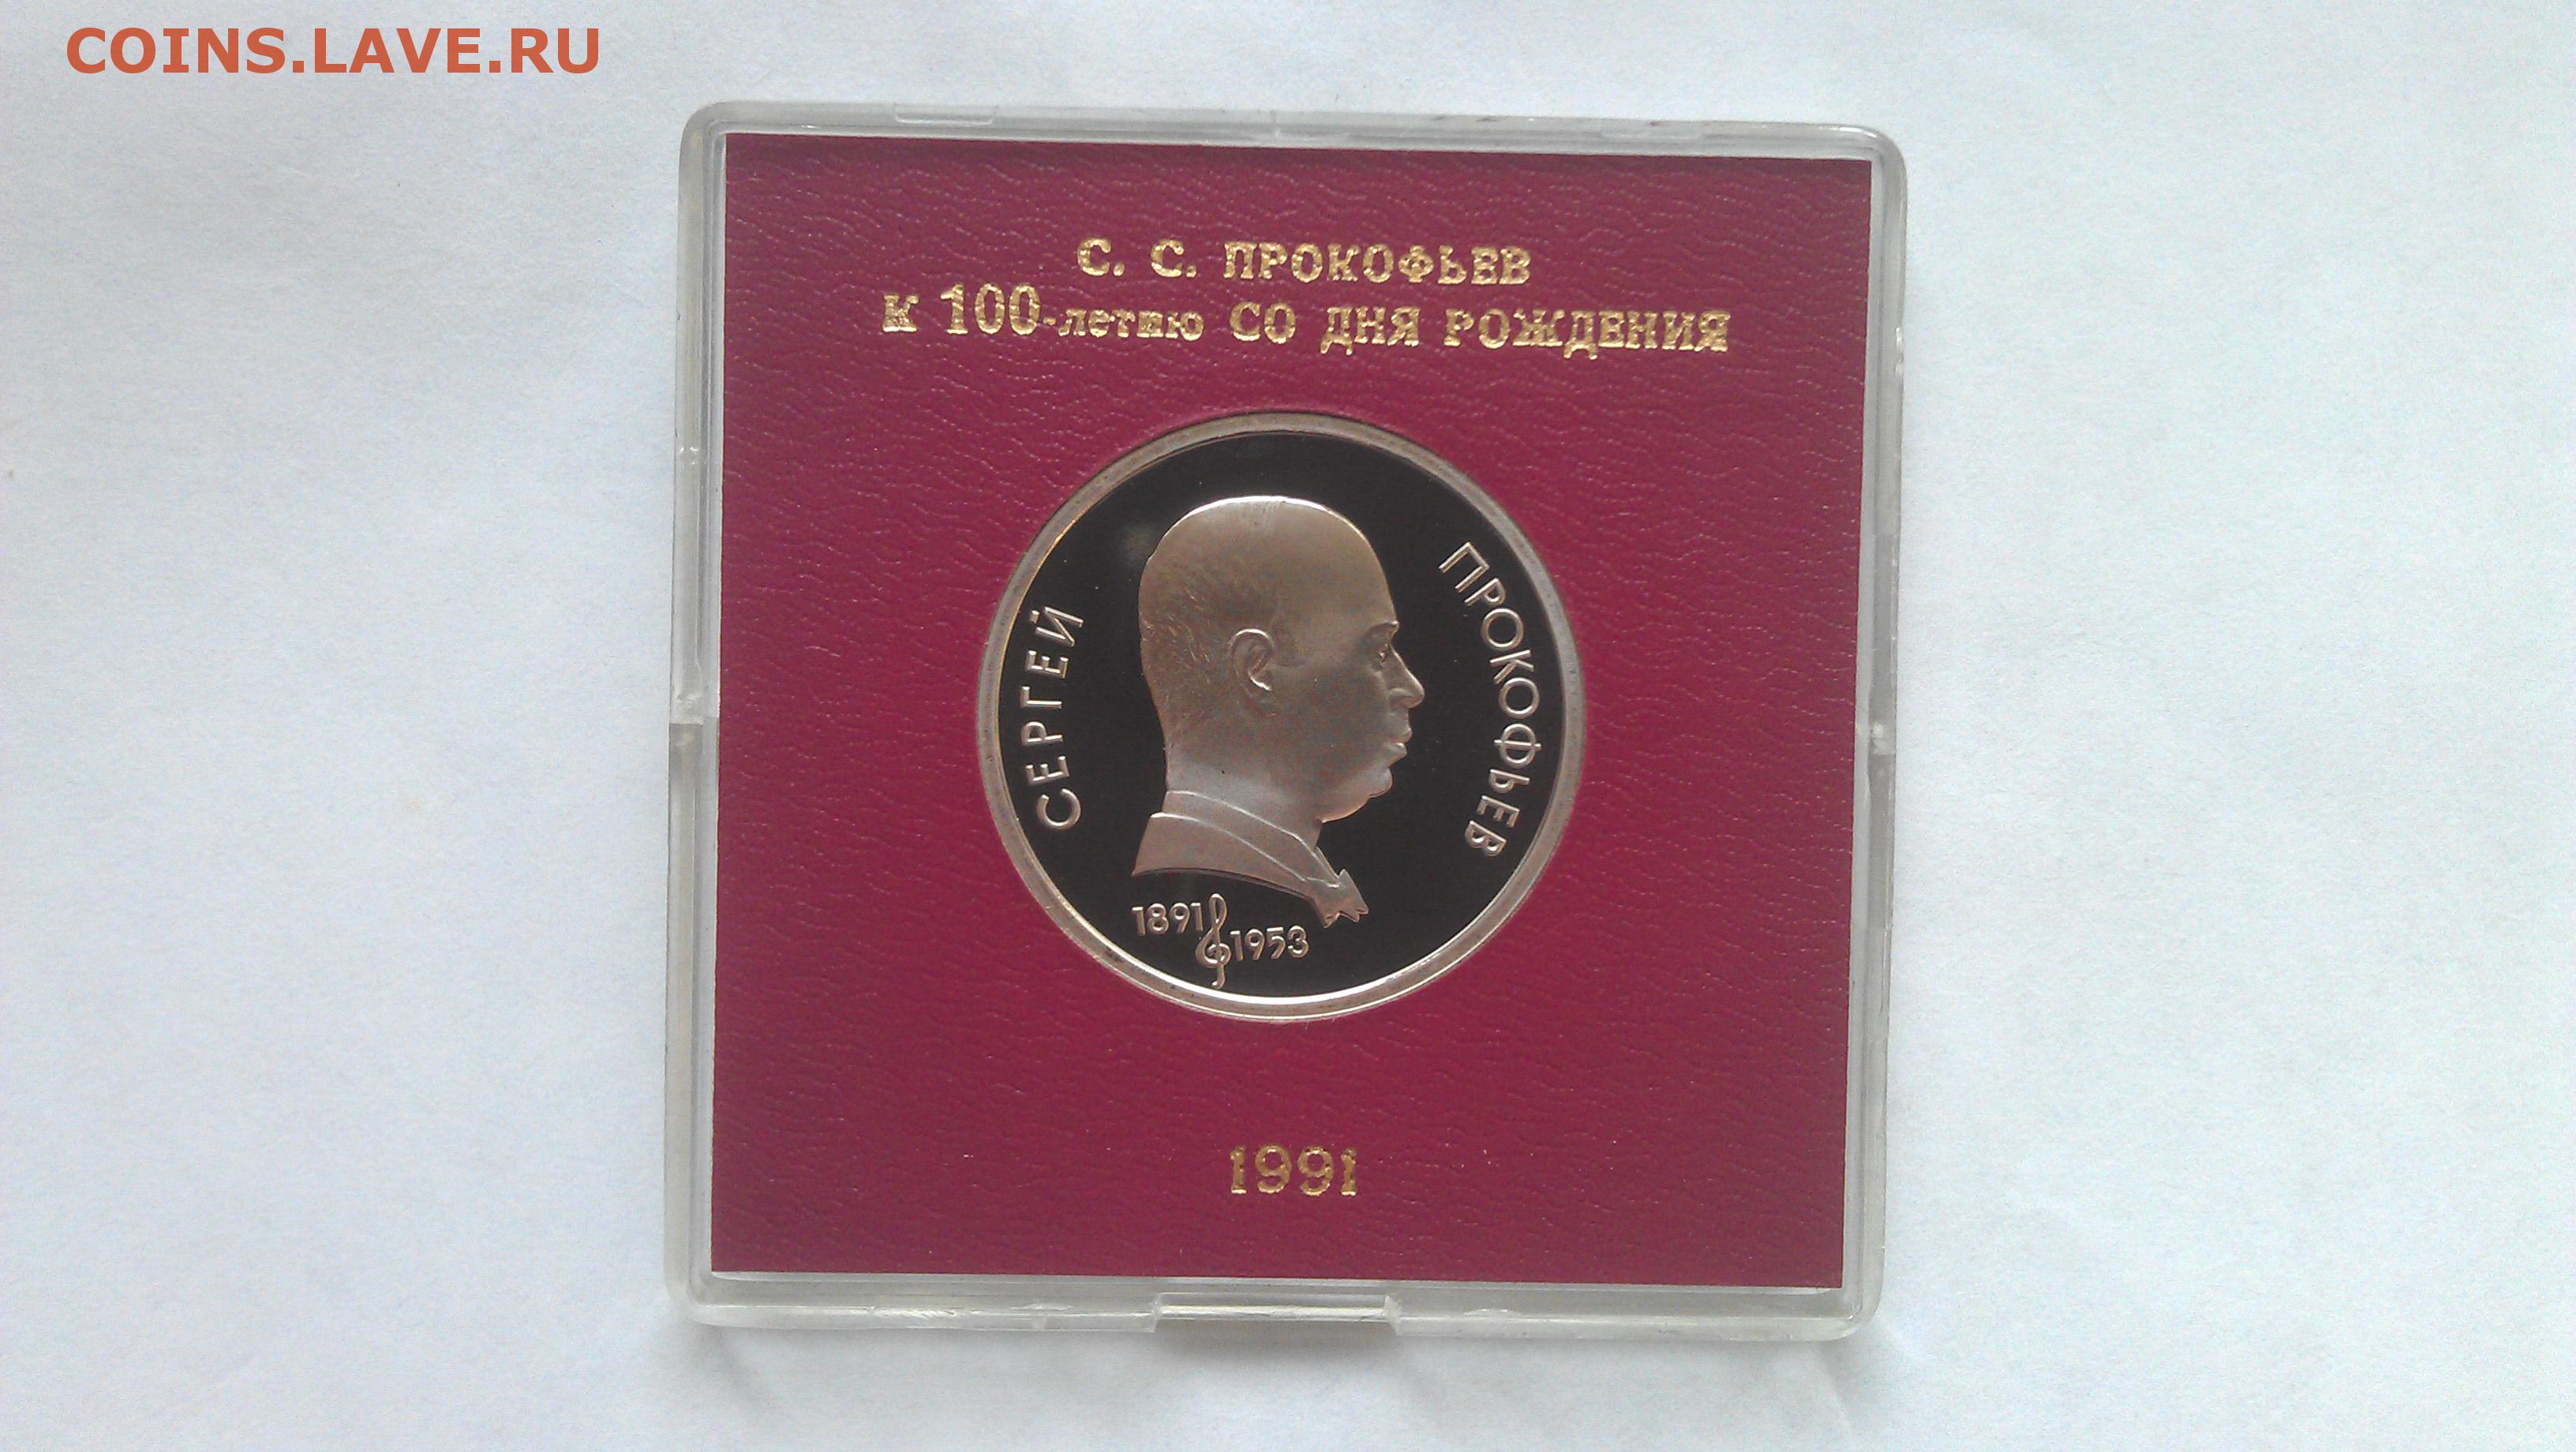 COINS.LAVE.RU
С. С. ПРОКОФЬЕВ
К 100-летию СО ДНЯ РОЖДЕНИЯ
СЕРГЕЙ
ПРОКОФЬЕВ
1891 1953
1991